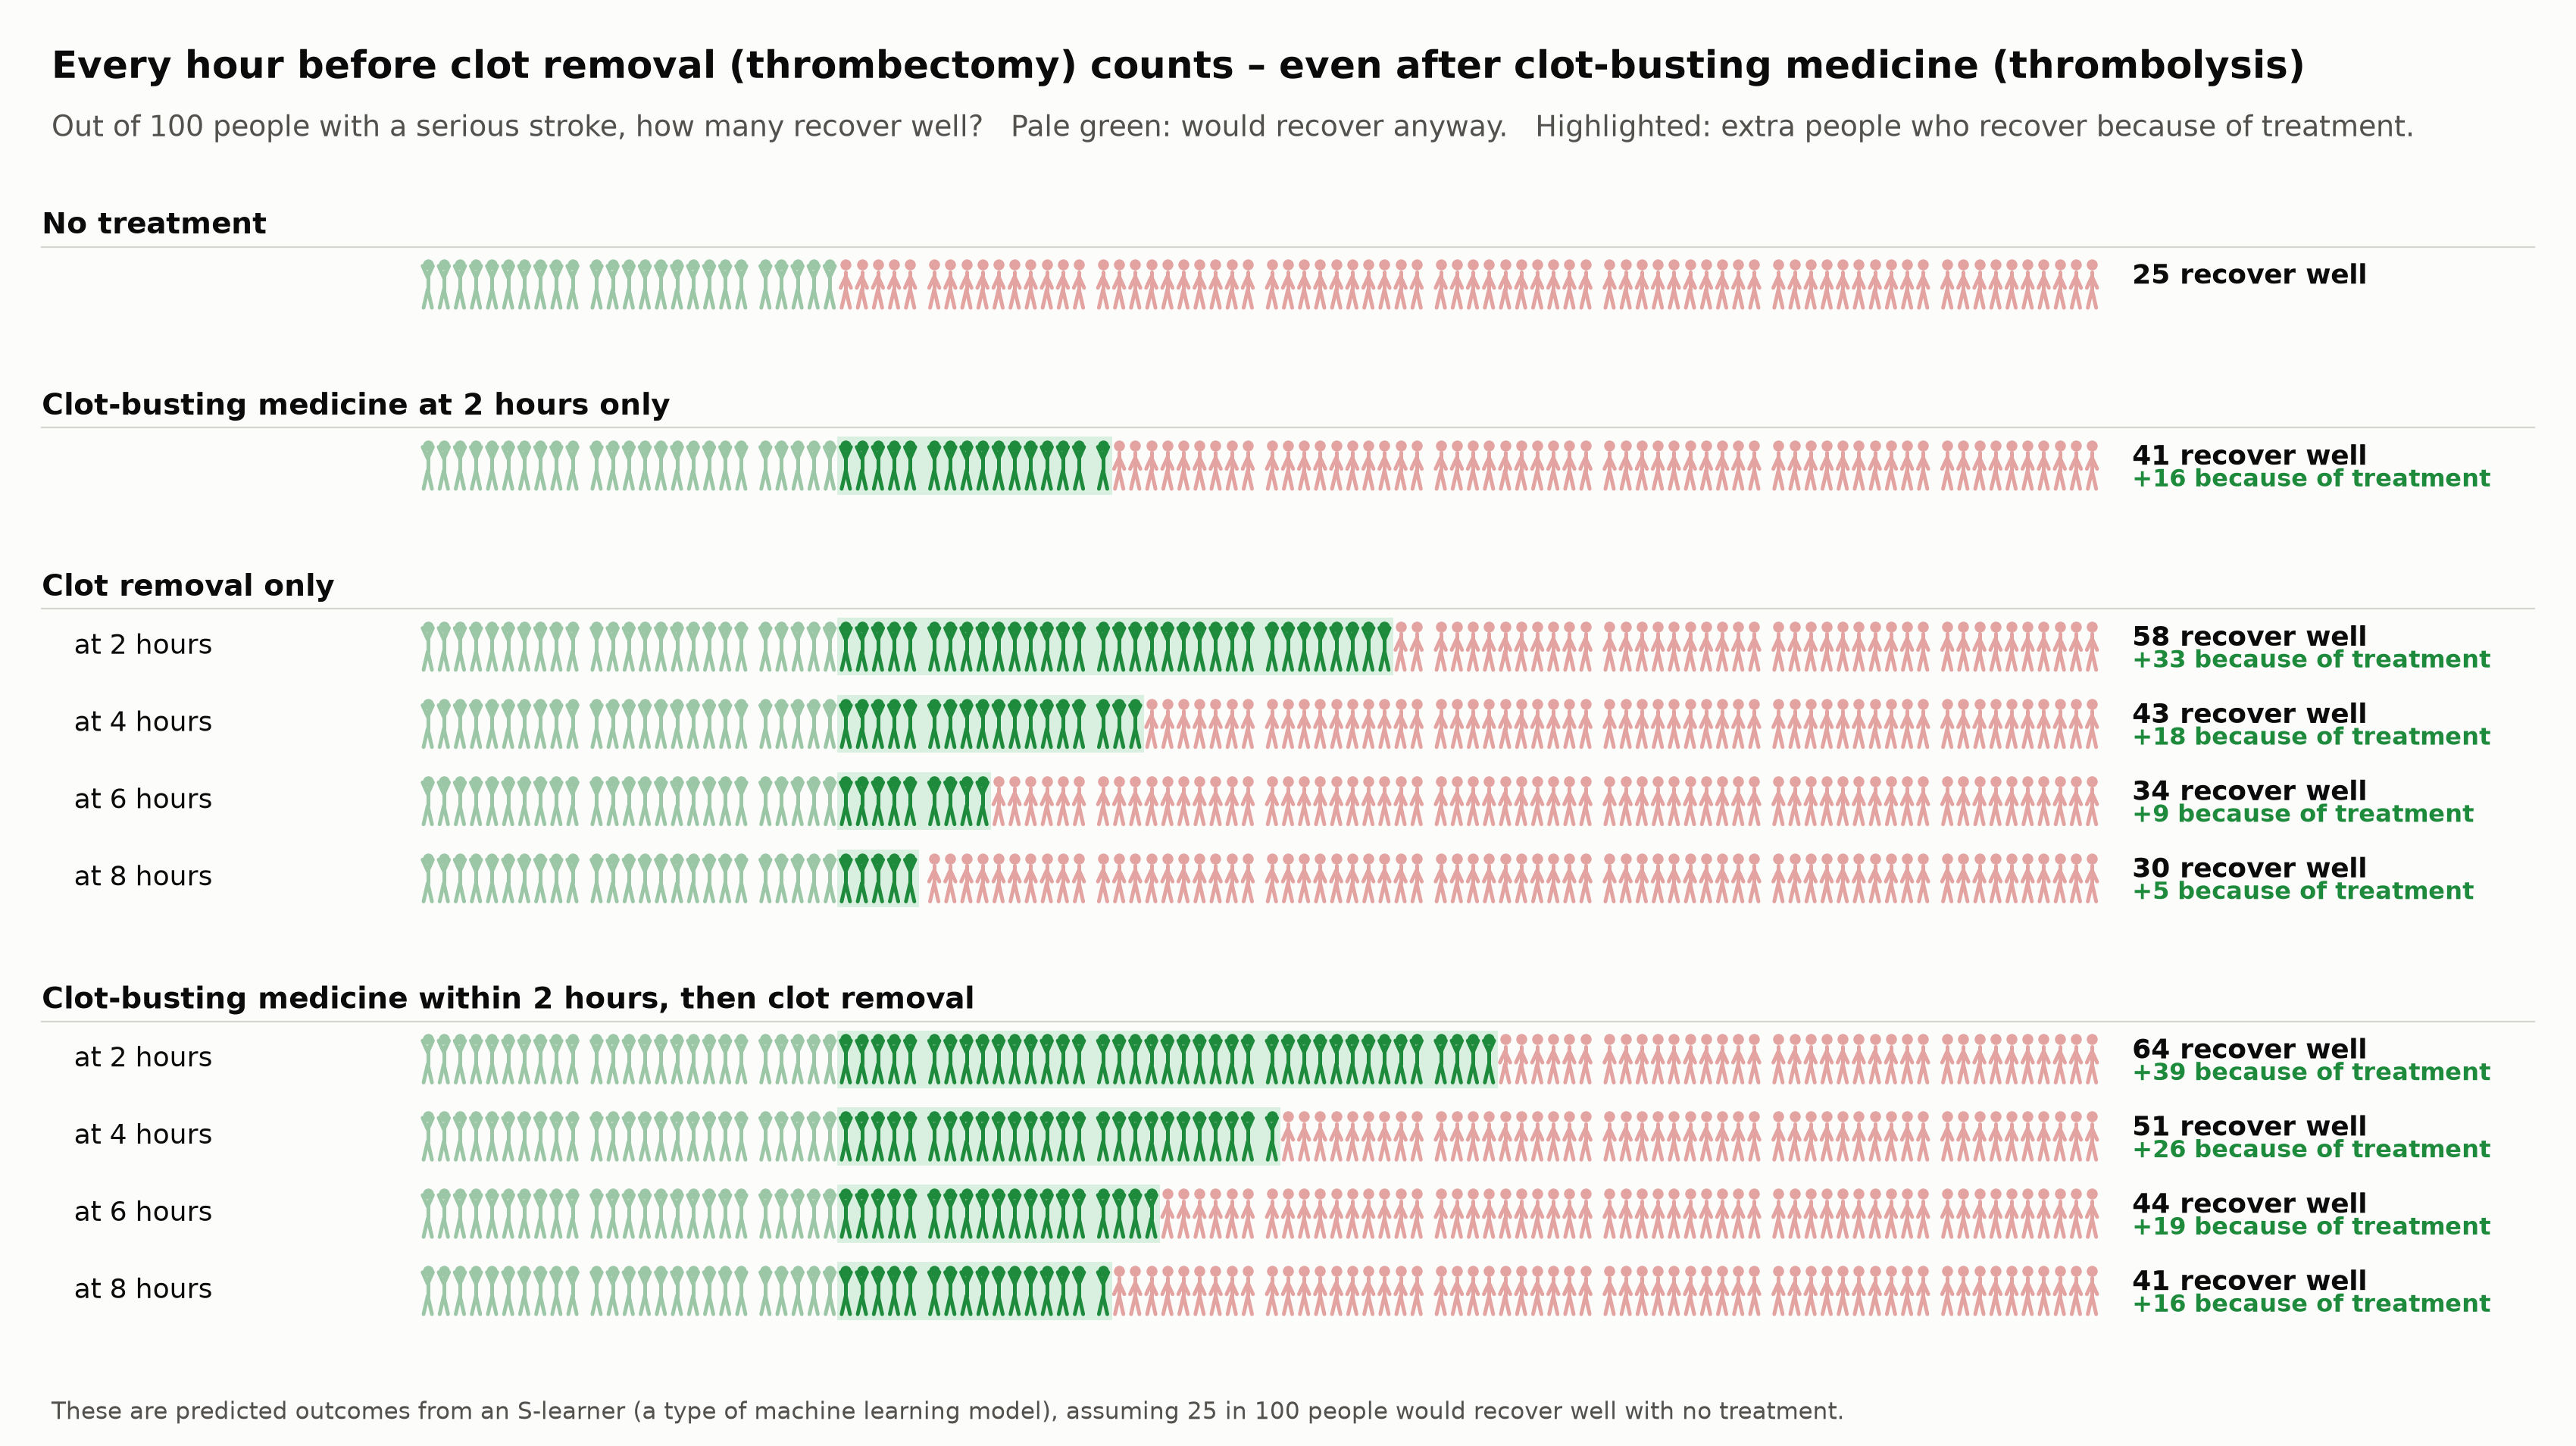 Every hour before clot removal (thrombectomy) counts – even after clot-busting medicine (thrombolysis)
Out of 100 people with a serious stroke, how many recover well? Pale green: would recover anyway. Highlighted: extra people who recover because of treatment.
No treatment
25 recover well
Clot-busting medicine at 2 hours only
41 recover well
+16 because of treatment
Clot removal only
at 2 hours
58 recover well
+33 because of treatment
at 4 hours
43 recover well
+18 because of treatment
at 6 hours
34 recover well
+9 because of treatment
at 8 hours
30 recover well
+5 because of treatment
Clot-busting medicine within 2 hours, then clot removal
at 2 hours
64 recover well
+39 because of treatment
at 4 hours
51 recover well
+26 because of treatment
at 6 hours
44 recover well
+19 because of treatment
at 8 hours
41 recover well
+16 because of treatment
These are predicted outcomes from an S-learner (a type of machine learning model), assuming 25 in 100 people would recover well with no treatment.